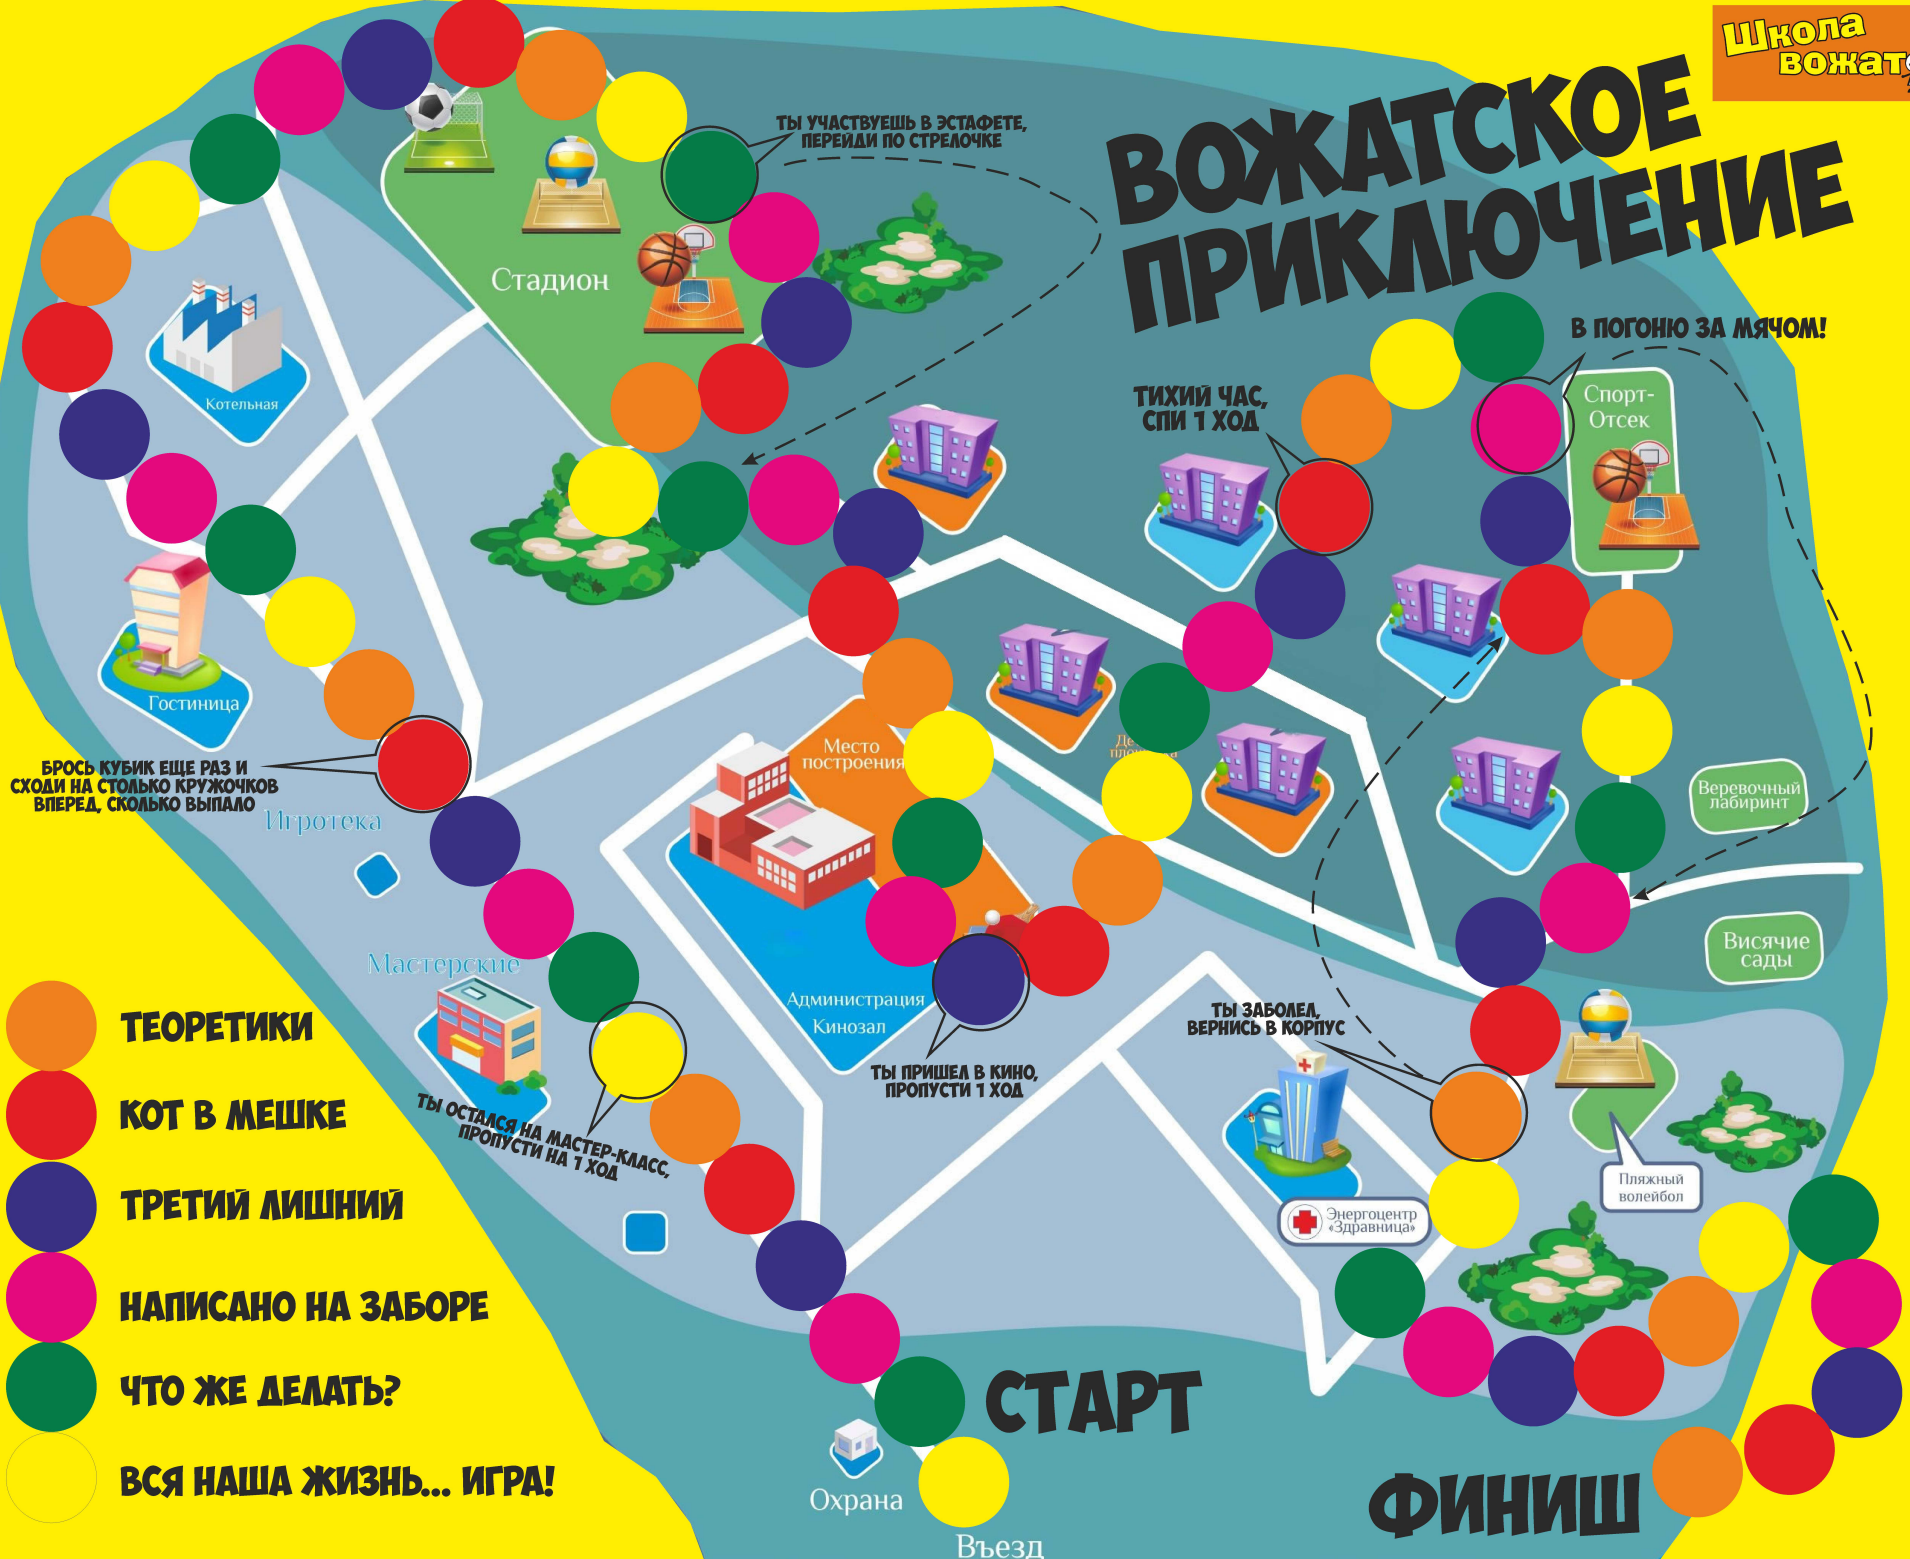 Школа
вожат
ВОЖАТСКОЕ
ПРИКЛЮЧЕНИЕ
ТЫ УЧАСТВУЕШЬ В ЭСТАФЕТЕ,
ПЕРЕЙДИ ПО СТРЕЛОЧКЕ
Стадион
Котельная
В ПОГОНЮ ЗА МЯЧОМ!
ТИХИЙ ЧАС,
СПИ 1 ХОД
Спорт-
Отсек
Гостиница
Место
построения
БРОСЬ КУБИК ЕЩЕ РАЗ И
СХОДИ НА СТОЛЬКО КРУЖОЧКОВ
ВПЕРЕД, СКОЛЬКО ВЫПАЛО
Игротека
Веревочный
лабиринт
Мастерские
Висячие
сады
Администрация
Кинозал
ТЫ ЗАБОЛЕЛ,
ВЕРНИСЬ В КОРПУС
ТЫ ПРИШЕЛ В КИНО,
ПРОПУСТИ 1 ХОД
ТЫ ОСТАЛСЯ НА МАСТЕР-КЛАСС,
ПРОПУСТИ НА 1 ХОД
Пляжный
волейбол
Энергоцентр
«Здравница»
ТЕОРЕТИКИ
КОТ В МЕШКЕ
ТРЕТИЙ ЛИШНИЙ
НАПИСАНО НА ЗАБОРЕ
ЧТО ЖЕ ДЕЛАТЬ?
ВСЯ НАША ЖИЗНЬ... ИГРА!
СТАРТ
Охрана
Въезд
ФИНИШ